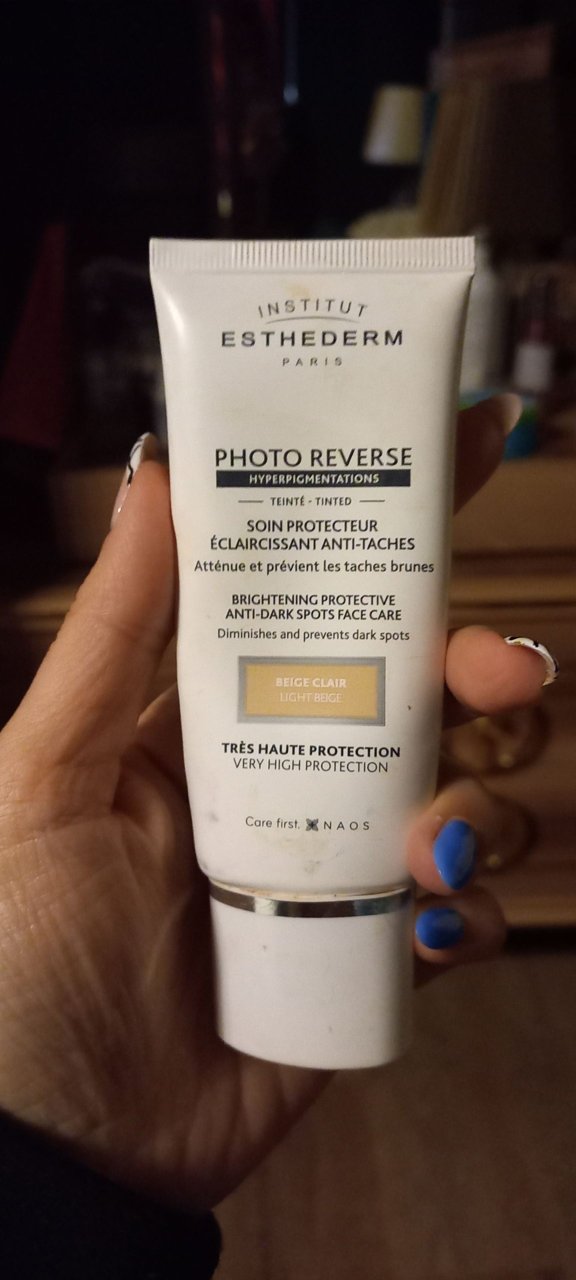 INSTITUT
ESTHEDERM
PARIS
PHOTO REVERSE
HYPERPIGMENTATIONS
TEINTÉ - TINTED
SOIN PROTECTEUR
ÉCLAIRCISSANT ANTI-TACHES
Atténue et prévient les taches brunes
BRIGHTENING PROTECTIVE
ANTI-DARK SPOTS FACE CARE
Diminishes and prevents dark spots
BEIGE CLAIR
LIGHT BEIGE
TRÈS HAUTE PROTECTION
VERY HIGH PROTECTION
Care first. NAOS